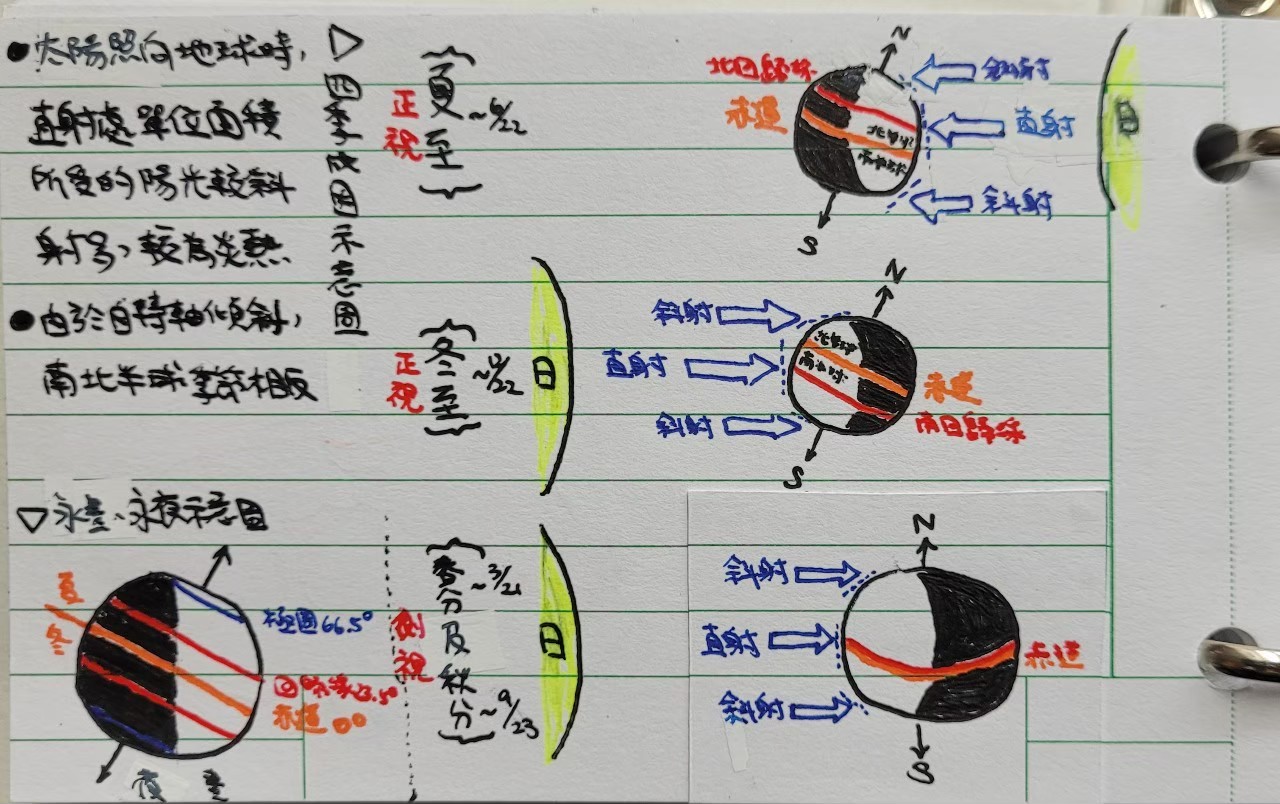 ●太陽照向地球時，
直射處單位面積
所受的陽光較斜
射多，較為炎熱
●由於自轉軸傾斜，
南北半球季節相反
▷四季成因示意圖
正視
{夏至~6/22}
N
北回歸線
赤道
北半球
南半球
S
斜射
直射
斜射
日
正視
{冬至~12/22}
日
斜射
直射
斜射
N
北半球
南半球
S
赤道
南回歸線
▽永晝、永夜示意圖
夏
冬
極圈66.5°
回歸線23.5°
赤道0°
夜 晝
側視
{春分~3/21及秋分~9/23}
日
斜射
直射
斜射
N
赤道
S